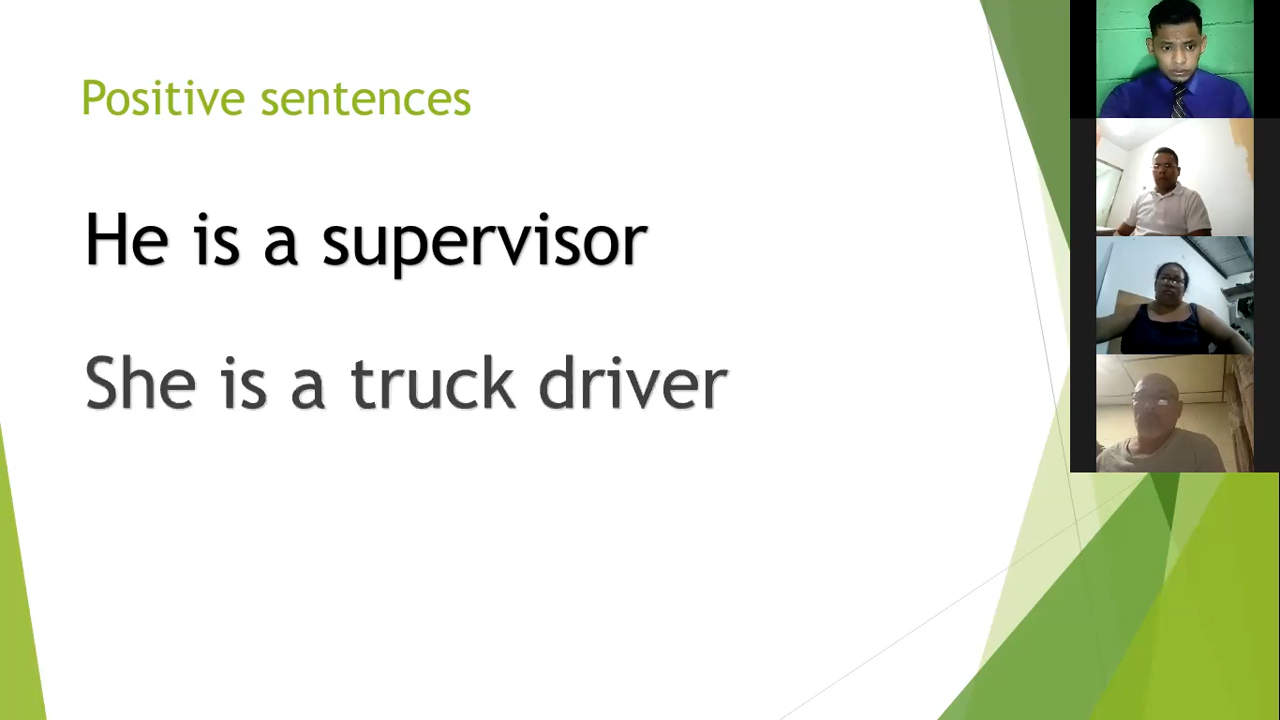 Positive sentences
He is a supervisor
She is a truck driver